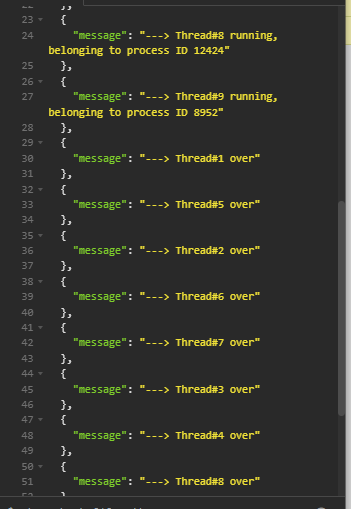 23 {
24 "message": "---> Thread#8 running,
belonging to process ID 12424"
25 },
26 {
27 "message": "---> Thread#9 running,
belonging to process ID 8952"
28 },
29 {
30 "message": "---> Thread#1 over"
31 },
32 {
33 "message": "---> Thread#5 over"
34 },
35 {
36 "message": "---> Thread#2 over"
37 },
38 {
39 "message": "---> Thread#6 over"
40 },
41 {
42 "message": "---> Thread#7 over"
43 },
44 {
45 "message": "---> Thread#3 over"
46 },
47 {
48 "message": "---> Thread#4 over"
49 },
50 {
51 "message": "---> Thread#8 over"